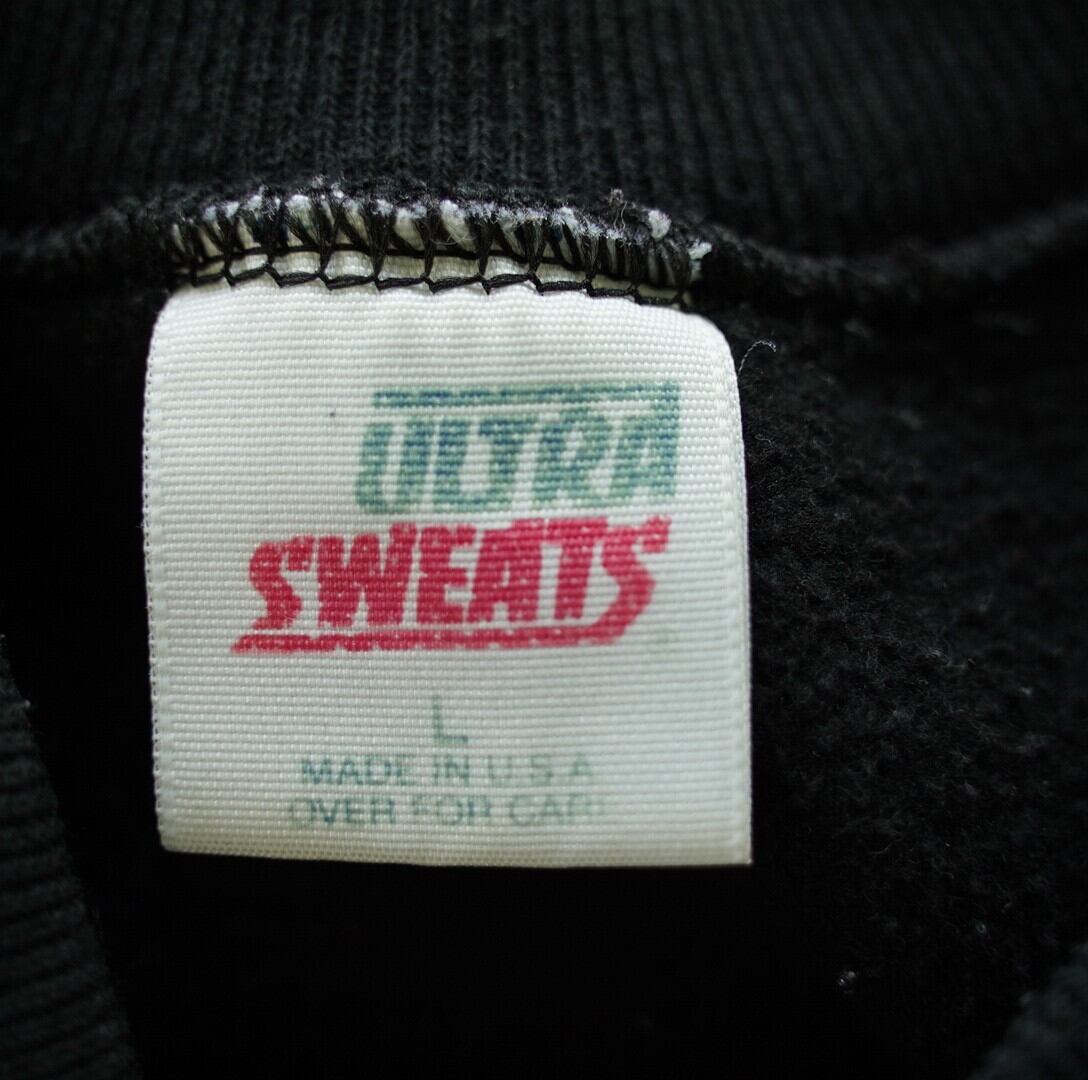 ULTRA
SWEATS
L
MADE IN U.S.A
OVER FOR CARE